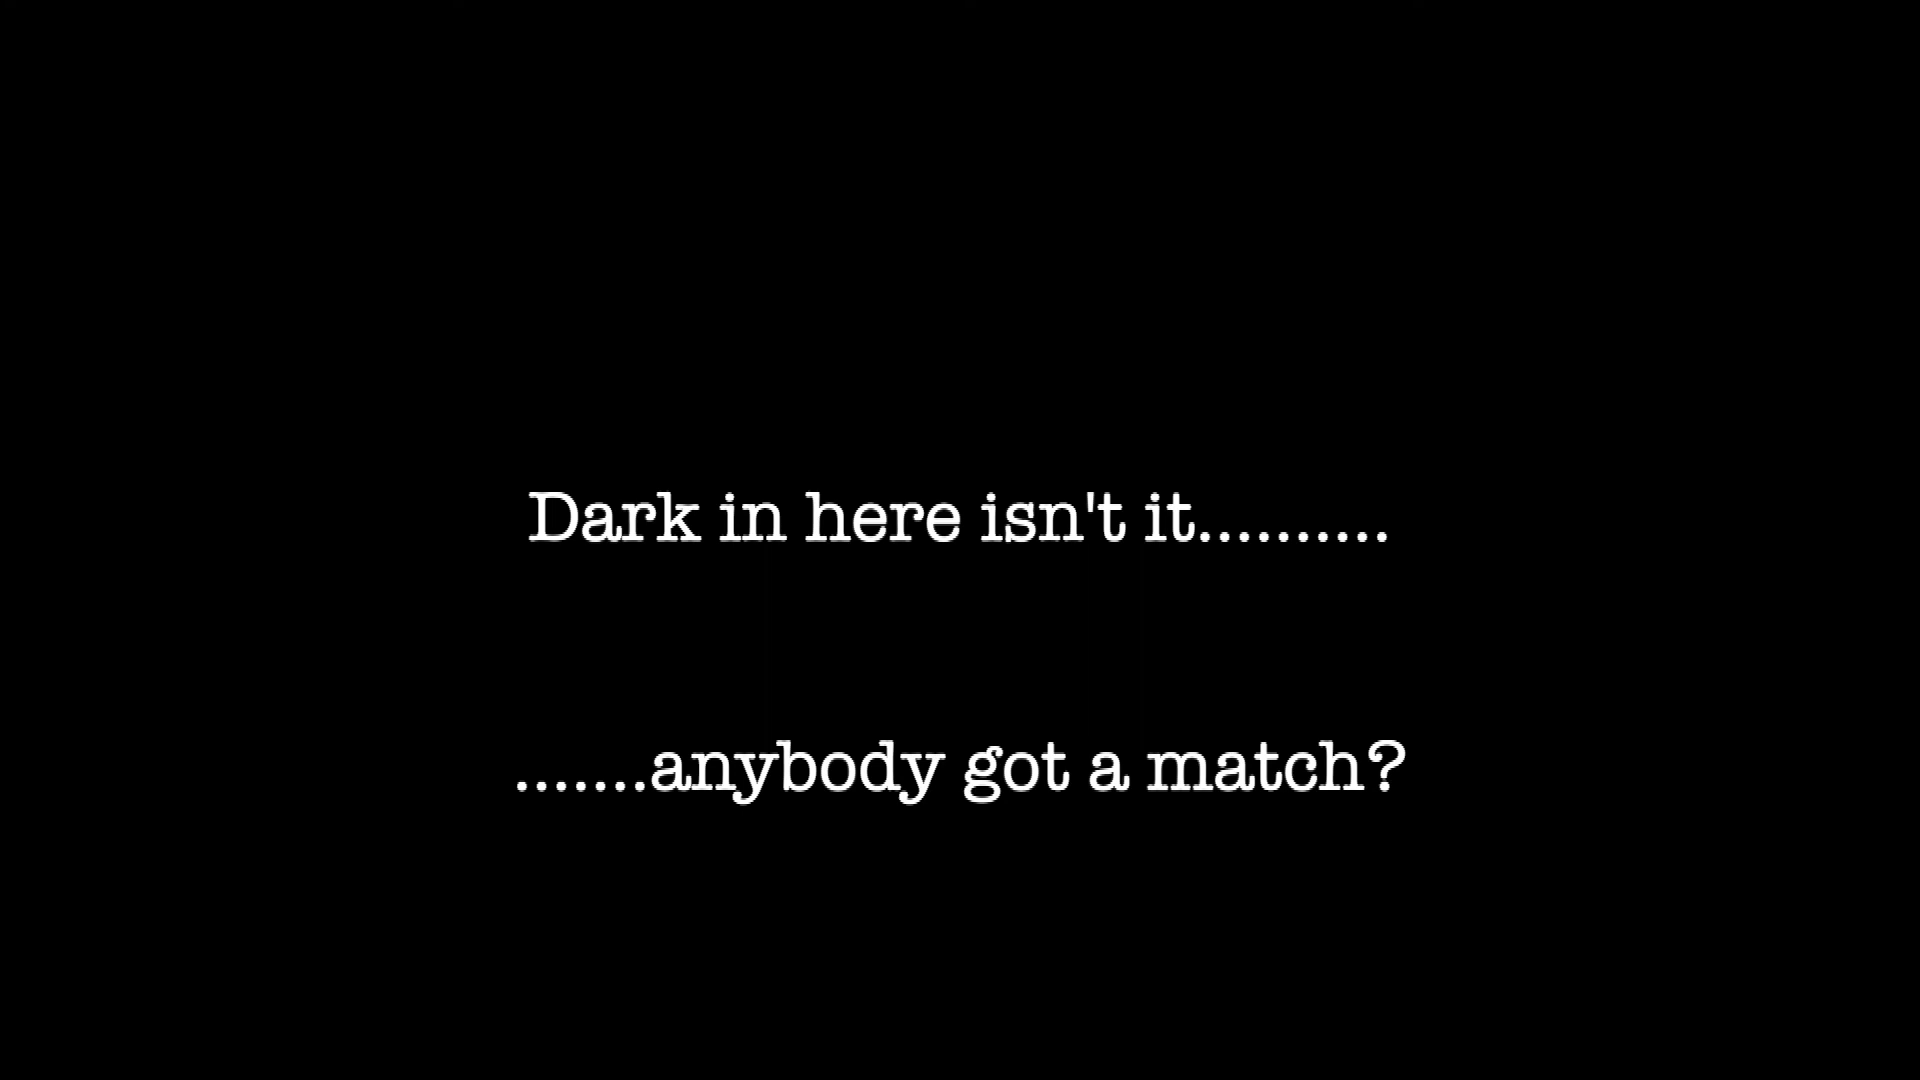 Dark in here isn't it..........
.......anybody got a match?